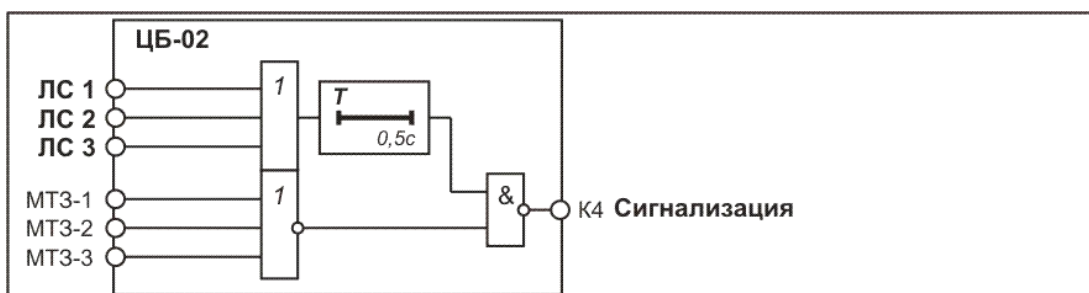 ЦБ-02
ЛС 1
ЛС 2
ЛС 3
1
T
0,5с
МТЗ-1
МТЗ-2
МТЗ-3
1
&
К4 Сигнализация